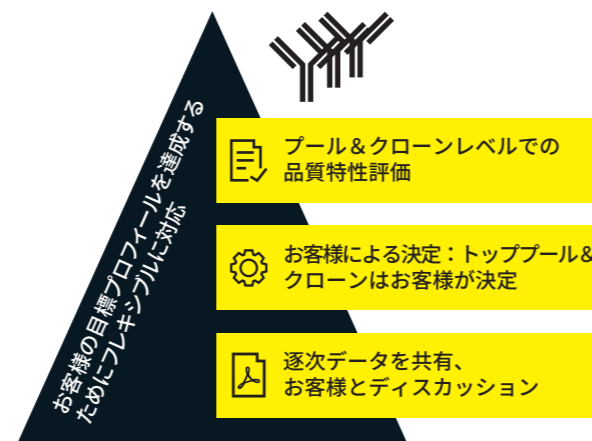 お客様の目標プロフィールを達成する
ためにフレキシブルに対応
プール＆クローンレベルでの
品質特性評価
お客様による決定：トッププール＆
クローンはお客様が決定
逐次データを共有、
お客様とディスカッション